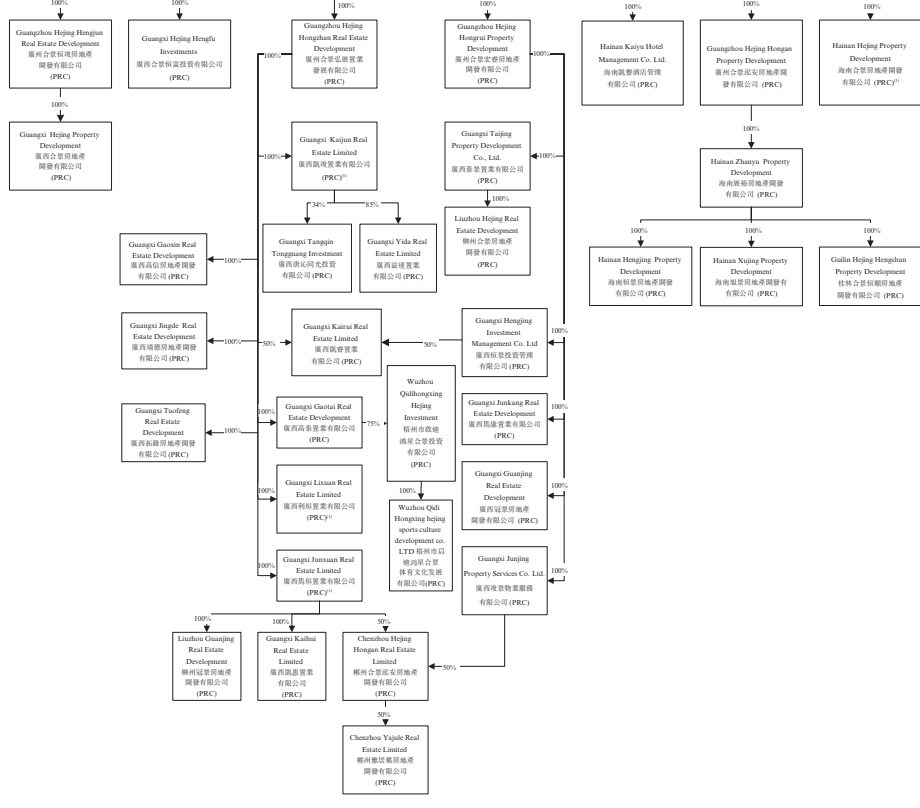 100%
100%
100%
100%
100%
100%
100%
Guangzhou Hejing Hengjun
Real Estate Development
廣州合景恒竣房地產
開發有限公司
(PRC)
Guangxi Hejing Hengfu
Investments
廣西合景恒富投資有限公司
(PRC)
Guangzhou Hejing
Hongzhan Real Estate
Development
廣州合景弘展置業
發展有限公司
(PRC)
Guangzhou Hejing
Hongrui Property
Development
廣州合景宏睿房地產
開發有限公司
(PRC)
Hainan Kaiyu Hotel
Management Co. Ltd.
海南凱譽酒店管理
有限公司 (PRC)
Guangzhou Hejing Hongan
Property Development
廣州合景泓安房地產開
發有限公司 (PRC)
Hainan Hejing Property
Development
海南合景房地產開發
有限公司 (PRC)(1)
100%
100%
100%
100%
Guangxi Hejing Property
Development
廣西合景房地產
開發有限公司
(PRC)
100%
Guangxi Kaijun Real
Estate Limited
廣西凱竣置業有限公司
(PRC)(1)
Guangxi Taijing
Property Development
Co., Ltd.
廣西泰景置業有限公司
(PRC)
100%
Hainan Zhanyu Property
Development
海南展裕房地產開發
有限公司 (PRC)
34%
85%
100%
Guangxi Tangqin
Tongguang Investment
廣西唐沁同光投資
有限公司 (PRC)
Guangxi Yida Real
Estate Limited
廣西益達置業
有限公司 (PRC)
Liuzhou Hejing Real
Estate Development
柳州合景房地產
開發有限公司
(PRC)
Guangxi Gaoxin Real
Estate Development
廣西高信房地產開發
有限公司 (PRC)
100%
Hainan Hengjing Property
Development
海南恒景房地產開發
有限公司 (PRC)
Hainan Xujing Property
Development
海南旭景房地產開發有
有限公司 (PRC)
Guilin Hejing Hengshun
Property Development
桂林合景恒順房地產
開發有限公司 (PRC)
Guangxi Jingde Real
Estate Development
廣西靖德房地產開發
有限公司 (PRC)
100%
50%
Guangxi Kairui Real
Estate Limited
廣西凱睿置業
有限公司 (PRC)
50%
Guangxi Hengjing
Investment
Management Co. Ltd
廣西恒景投資管理
有限公司 (PRC)
100%
Guangxi Tuofeng
Real Estate
Development
廣西拓鋒房地產開發
有限公司 (PRC)
100%
100%
Guangxi Gaotai Real
Estate Development
廣西高泰置業有限公司
(PRC)
75%
Wuzhou
Qidihongxing
Hejing
Investment
梧州市啟迪
鴻星合景投資
有限公司
(PRC)
Guangxi Junkang Real
Estate Development
廣西駿康置業有限公司
(PRC)
100%
100%
Guangxi Lixuan Real
Estate Limited
廣西利烜置業有限公司
(PRC)(1)
100%
Wuzhou Qidi
Hongxing hejing
sports culture
development co.
LTD 梧州市启
迪鸿星合景
体育文化发展
有限公司(PRC)
Guangxi Guanjing
Real Estate
Development
廣西冠景房地產
開發有限公司 (PRC)
100%
100%
Guangxi Junxuan Real
Estate Limited
廣西駿烜置業有限公司
(PRC)(1)
Guangxi Junjing
Property Services Co. Ltd.
廣西竣景物業服務
有限公司 (PRC)
100%
100%
100%
50%
Liuzhou Guanjing
Real Estate
Development
柳州冠景房地產
開發有限公司
(PRC)
Guangxi Kaihui
Real Estate
Limited
廣西凱惠置業
有限公司
(PRC)
Chenzhou Hejing
Hongan Real Estate
Limited
郴州合景泓安房地產
開發有限公司
(PRC)
50%
50%
Chenzhou Yajule Real
Estate Limited
郴州雅居樂房地產
開發有限公司
(PRC)